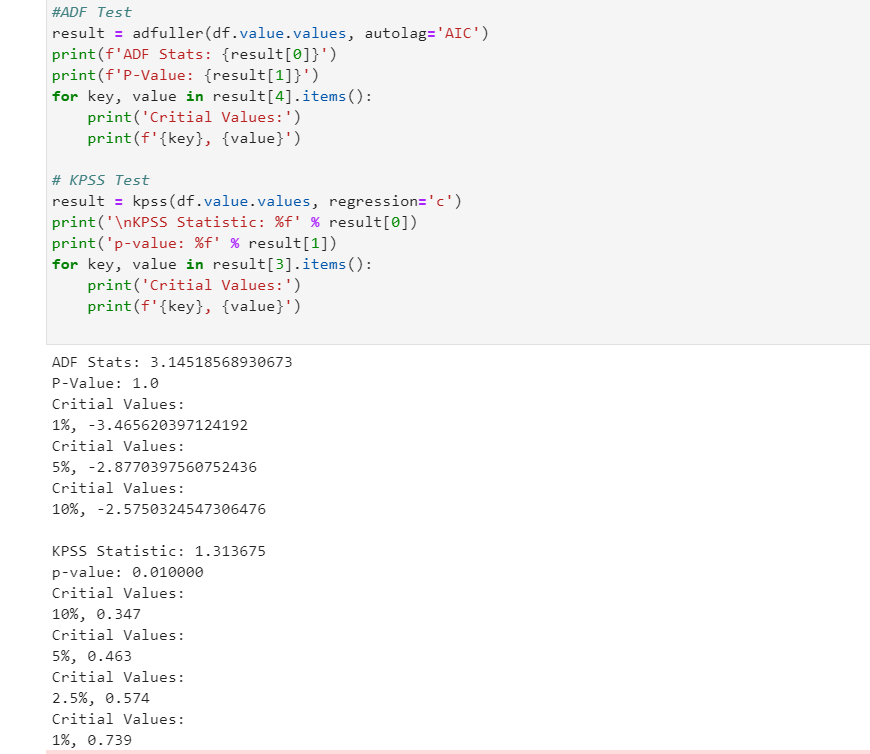 #ADF Test
result = adfuller(df.value.values, autolag='AIC')
print(f'ADF Stats: {result[0]}')
print(f'P-Value: {result[1]}')
for key, value in result[4].items():
    print('Critial Values:')
    print(f'{key}, {value}')

# KPSS Test
result = kpss(df.value.values, regression='c')
print('\nKPSS Statistic: %f' % result[0])
print('p-value: %f' % result[1])
for key, value in result[3].items():
    print('Critial Values:')
    print(f'{key}, {value}')

ADF Stats: 3.14518568930673
P-Value: 1.0
Critial Values:
1%, -3.465620397124192
Critial Values:
5%, -2.8770397560752436
Critial Values:
10%, -2.5750324547306476

KPSS Statistic: 1.313675
p-value: 0.010000
Critial Values:
10%, 0.347
Critial Values:
5%, 0.463
Critial Values:
2.5%, 0.574
Critial Values:
1%, 0.739